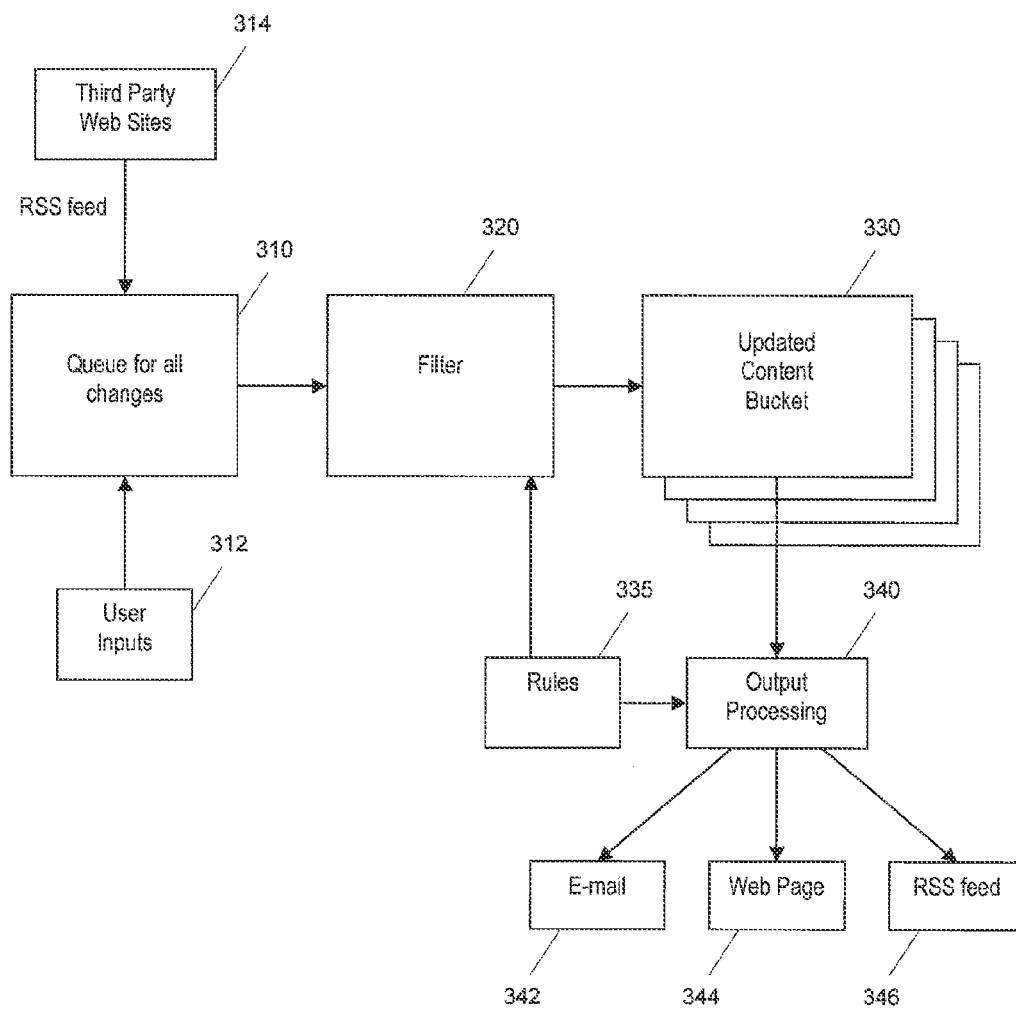 314
Third Party
Web Sites
RSS feed
310
320
330
Queue for all
changes
Filter
Updated
Content
Bucket
312
User
Inputs
335
340
Rules
Output
Processing
E-mail
Web Page
RSS feed
342
344
346